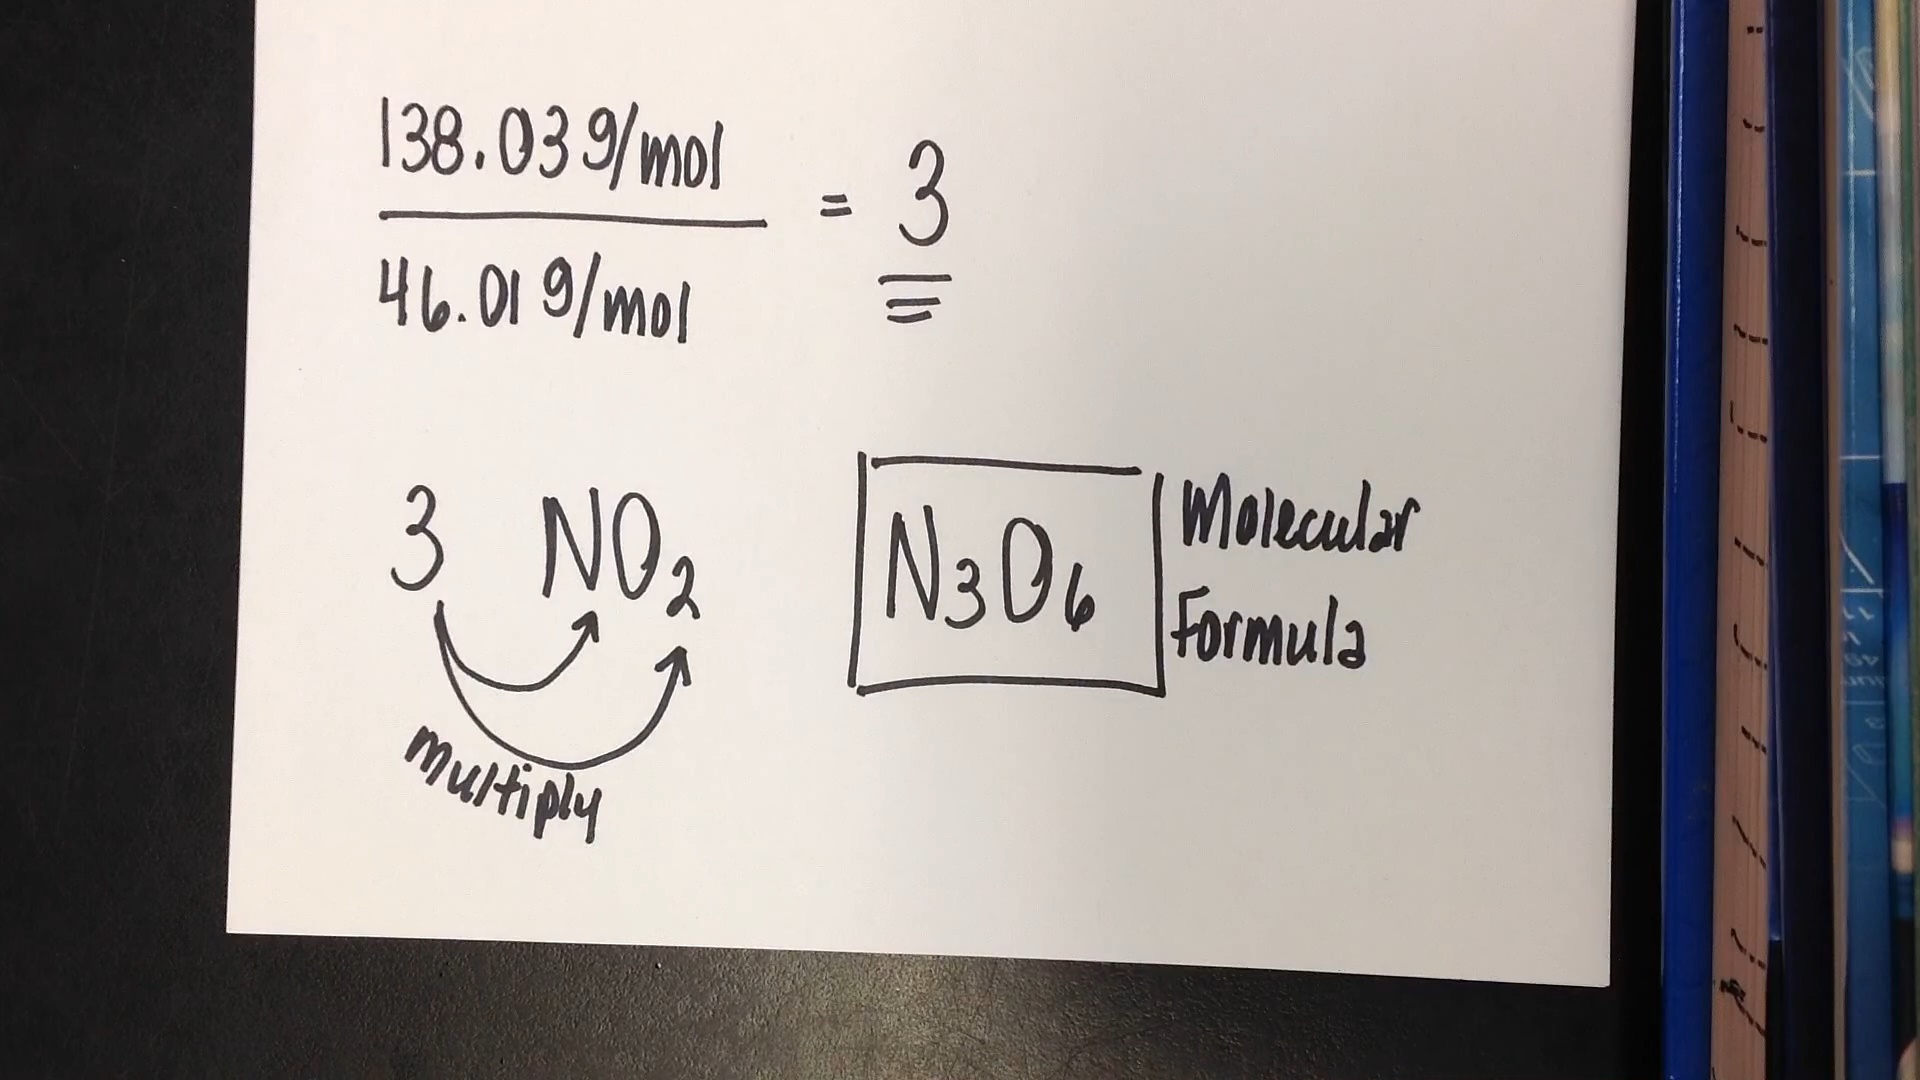 138.03 g/mol
= 3
46.01 g/mol
3 NO₂
N₃O₆
Molecular
Formula
multiply